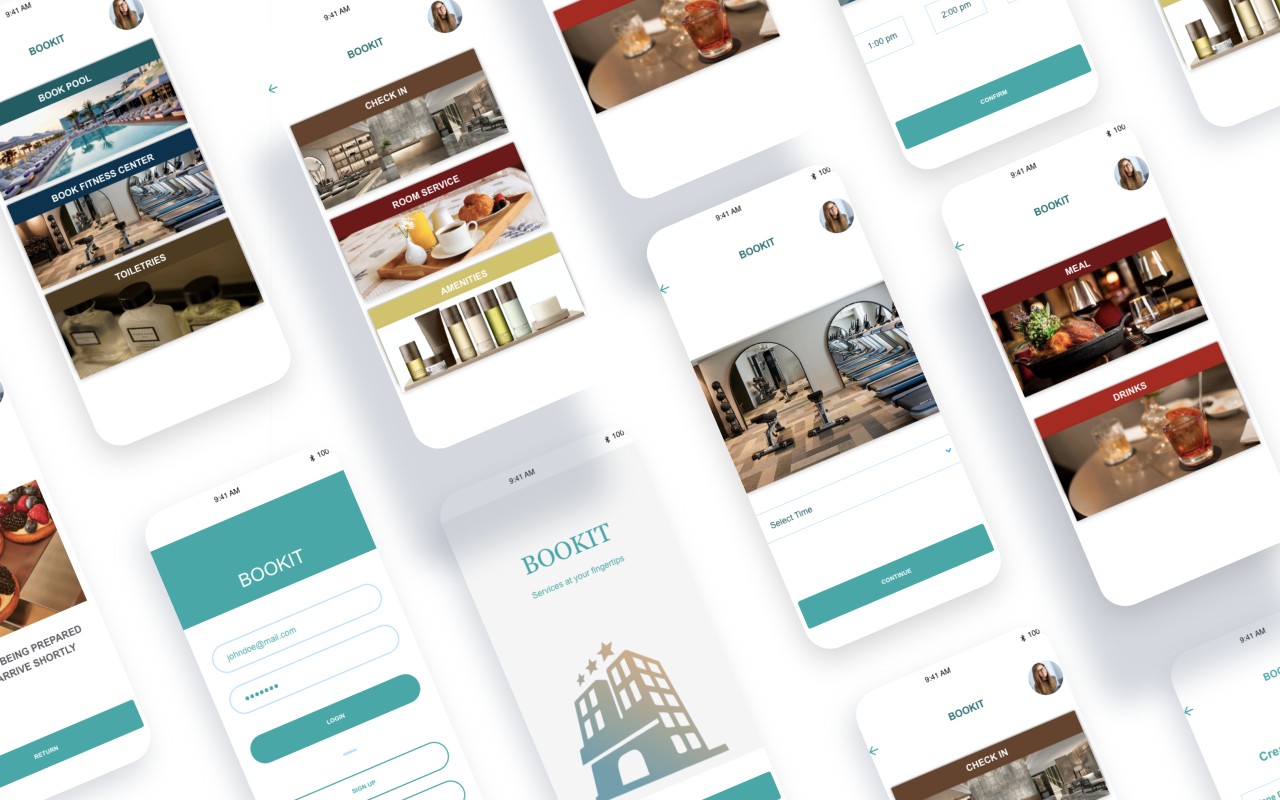 9:41 AM
BOOKIT
BOOK POOL
BOOK FITNESS CENTER
TOILETRIES
9:41 AM
BOOKIT
CHECK IN
ROOM SERVICE
AMENITIES
1:00 pm
2:00 pm
CONFIRM
9:41 AM
100
BOOKIT
Select Time
CONTINUE
9:41 AM
100
BOOKIT
MEAL
DRINKS
BEING PREPARED
ARRIVE SHORTLY
RETURN
9:41 AM
100
BOOKIT
johndoe@mail.com
LOGIN
SIGN UP
9:41 AM
100
BOOKIT
Services at your fingertips
9:41 AM
100
BOOKIT
CHECK IN
9:41 AM